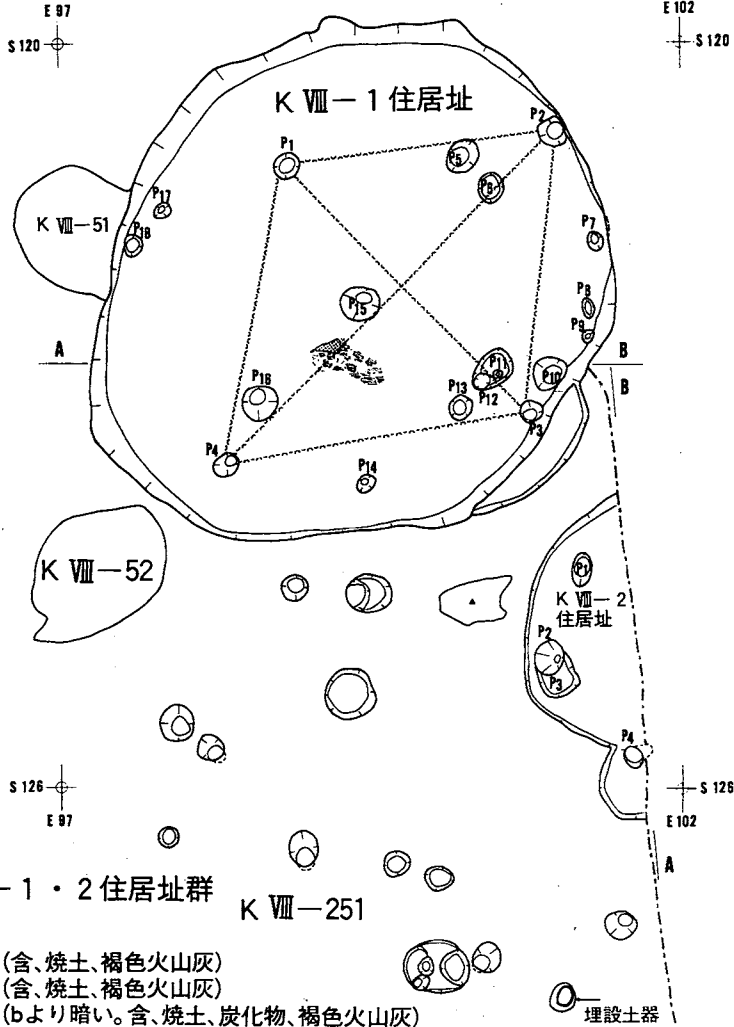 E 97
E 102
S 120
S 120
K Ⅷ－1 住居址
P1
P2
P5
P6
P17
K Ⅷ－51
P18
P7
P8
P15
P9
A
B
B
P11
P10
P16
P12
P13
P3
P4
P14
K Ⅷ－52
P1
K Ⅷ－2
住居址
P2
P3
P4
S 126
S 126
E 97
E 102
A
－1・2住居址群
K Ⅷ－251
(含、焼土、褐色火山灰)
(含、焼土、褐色火山灰)
(bより暗い。含、焼土、炭化物、褐色火山灰)
埋設土器